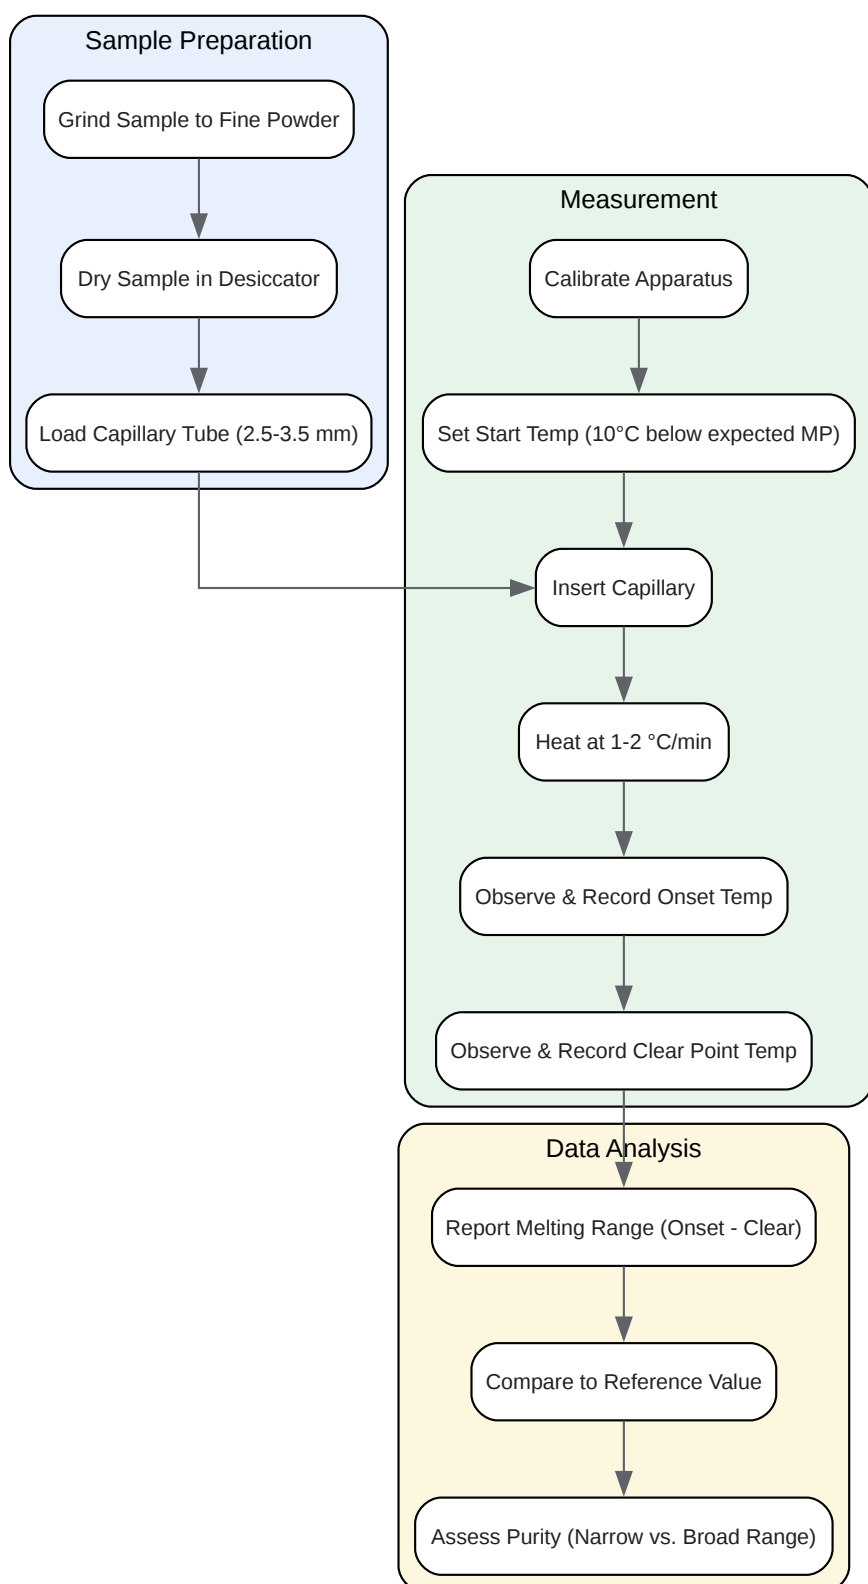 Sample Preparation
Grind Sample to Fine Powder
Dry Sample in Desiccator
Load Capillary Tube (2.5-3.5 mm)
Measurement
Calibrate Apparatus
Set Start Temp (10°C below expected MP)
Insert Capillary
Heat at 1-2 °C/min
Observe & Record Onset Temp
Observe & Record Clear Point Temp
Data Analysis
Report Melting Range (Onset - Clear)
Compare to Reference Value
Assess Purity (Narrow vs. Broad Range)